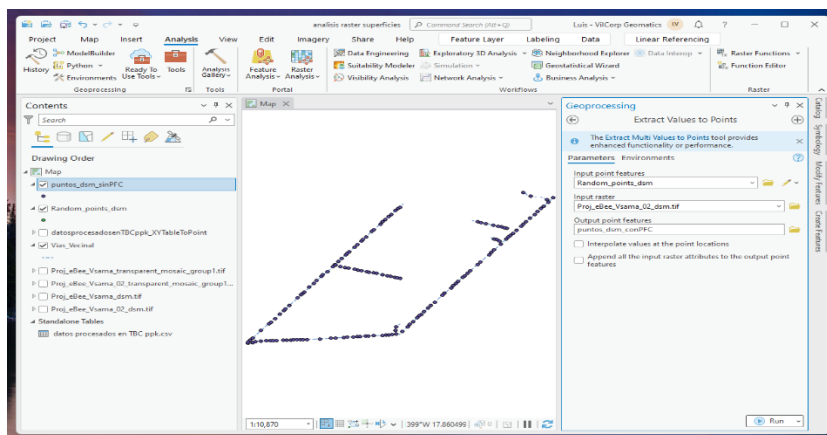 analisis raster superficies
Command Search (Alt+Q)
Luis - VilCorp Geomatics
?
Project Map Insert Analysis View Edit Imagery Share Help Feature Layer Labeling Data Linear Referencing
History
ModelBuilder
Python
Environments
Ready To Use Tools
Tools
Geoprocessing
Analysis Gallery
Tools
Feature Analysis
Raster Analysis
Portal
Data Engineering
Suitability Modeler
Visibility Analysis
Exploratory 3D Analysis
Simulation
Network Analysis
Neighborhood Explorer
Geostatistical Wizard
Business Analysis
Data Interop
Workflows
Raster Functions
Function Editor
Raster
Contents
Search
Drawing Order
Map
puntos_dsm_sinPFC
Random_points_dsm
datosprocesadosenTBCppk_XYTableToPoint
Vias_Vecinal
Proj_eBee_Vsama_transparent_mosaic_group1.tif
Proj_eBee_Vsama_02_transparent_mosaic_group1...
Proj_eBee_Vsama_dsm.tif
Proj_eBee_Vsama_02_dsm.tif
Standalone Tables
datos procesados en TBC ppk.csv
Map
1:10,870
399°W 17.860499
Geoprocessing
Extract Values to Points
The Extract Multi Values to Points tool provides
enhanced functionality or performance.
Parameters Environments
Input point features
Random_points_dsm
Input raster
Proj_eBee_Vsama_02_dsm.tif
Output point features
puntos_dsm_conPFC
Interpolate values at the point locations
Append all the input raster attributes to the output point
features
Run
Catalog
Symbology
Modify Features
Create Features